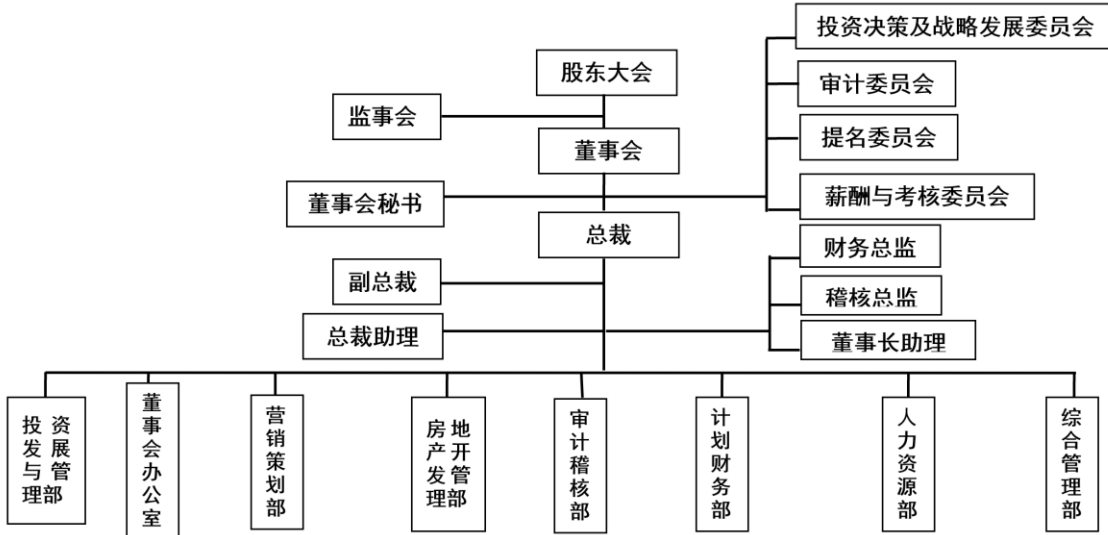 投资决策及战略发展委员会
股东大会
审计委员会
监事会
提名委员会
董事会
薪酬与考核委员会
董事会秘书
总裁
财务总监
副总裁
稽核总监
总裁助理
董事长助理
投资
发展
与管
理部
董事会办公室
营销策划部
房地
产开
发管
理部
审计稽核部
计划财务部
人力资源部
综合管理部